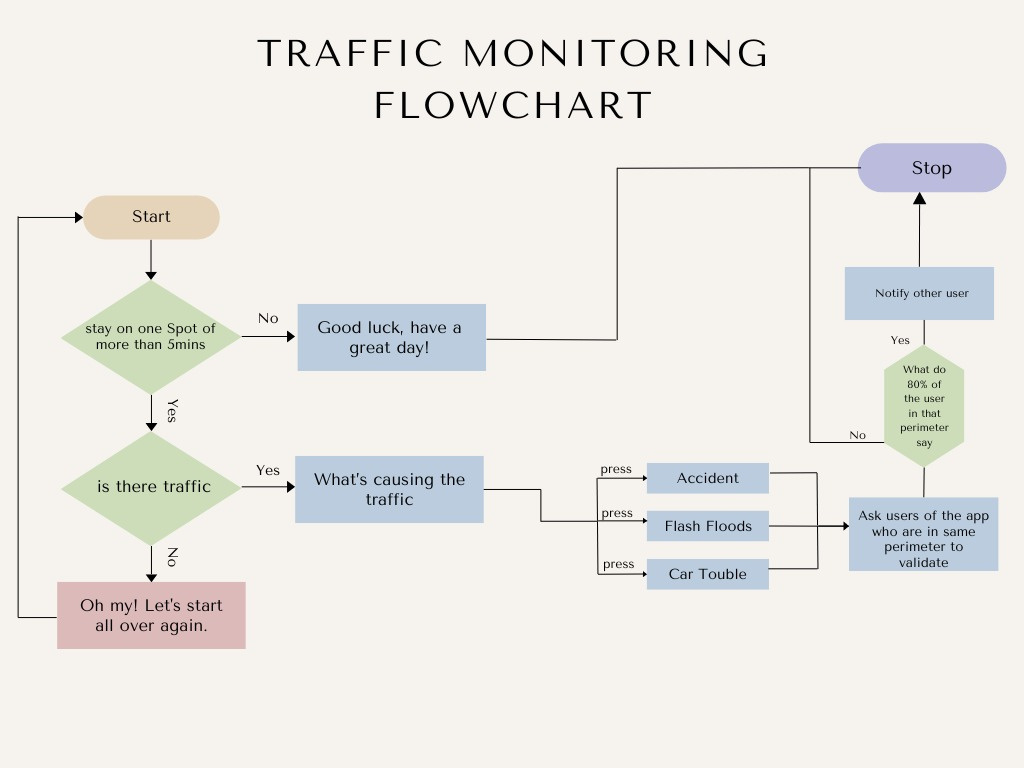 TRAFFIC MONITORING
FLOWCHART
Stop
Start
stay on one Spot of
more than 5mins
No
Good luck, have a
great day!
Notify other user
Yes
What do
80% of
the user
in that
perimeter
say
No
Yes
is there traffic
Yes
What's causing the
traffic
press
Accident
press
Flash Floods
press
Car Touble
Ask users of the app
who are in same
perimeter to
validate
No
Oh my! Let's start
all over again.